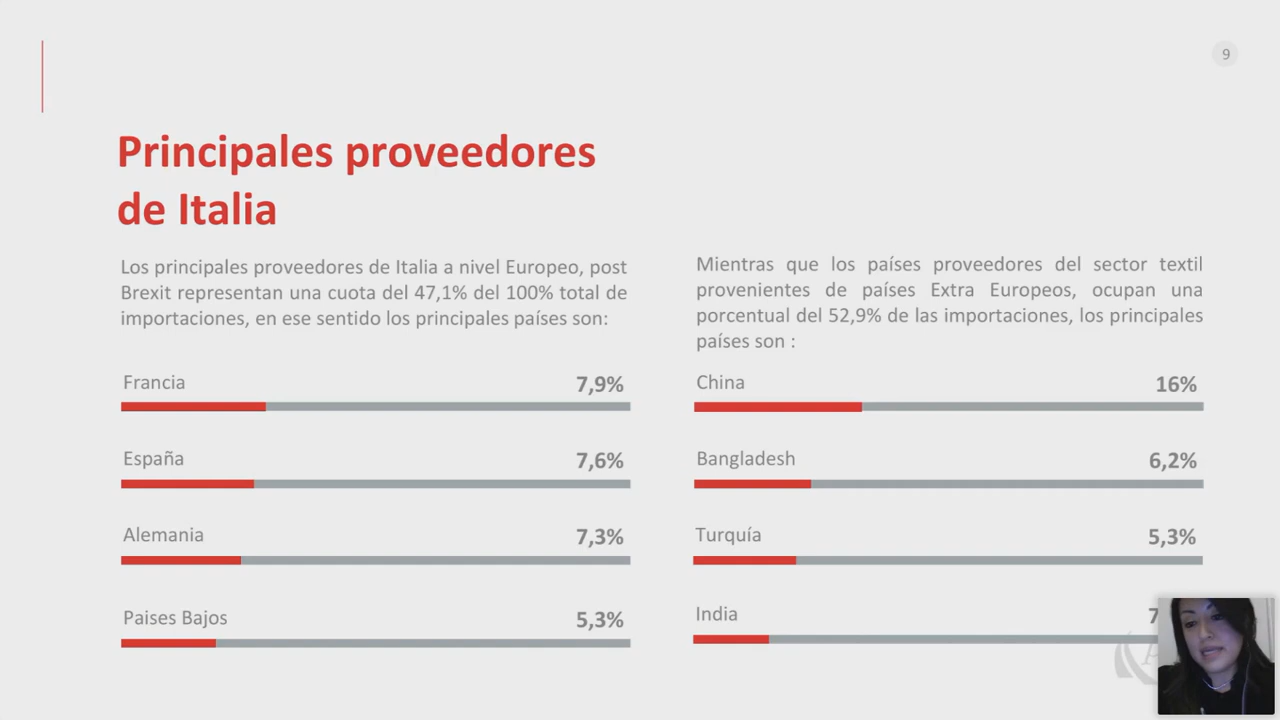 9
Principales proveedores
de Italia
Los principales proveedores de Italia a nivel Europeo, post
Brexit representan una cuota del 47,1% del 100% total de
importaciones, en ese sentido los principales países son:
Francia 7,9%
España 7,6%
Alemania 7,3%
Paises Bajos 5,3%
Mientras que los países proveedores del sector textil
provenientes de países Extra Europeos, ocupan una
porcentual del 52,9% de las importaciones, los principales
países son :
China 16%
Bangladesh 6,2%
Turquía 5,3%
India